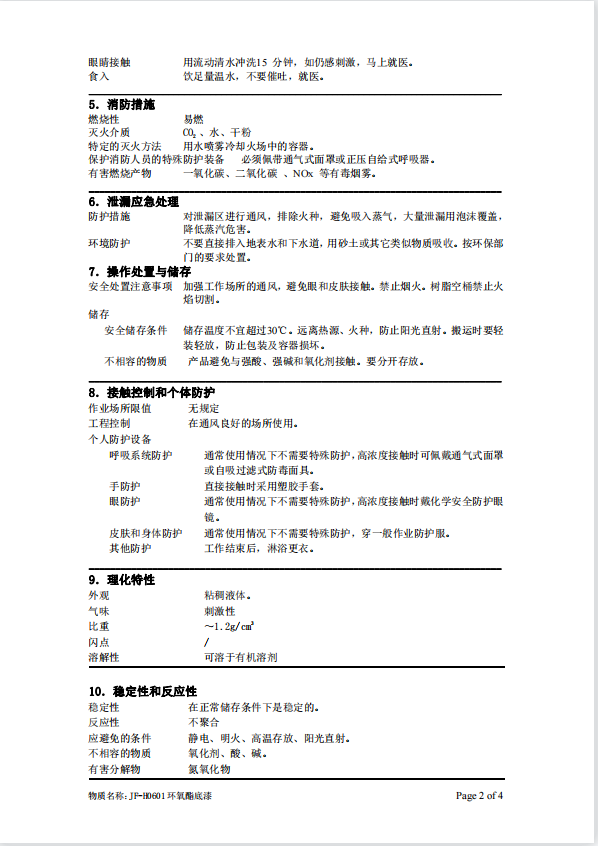 眼睛接触 用流动清水冲洗15 分钟，如仍感刺激，马上就医。
食入 饮足量温水，不要催吐，就医。
5．消防措施
燃烧性 易燃
灭火介质 CO₂ 、水、干粉
特定的灭火方法 用水喷雾冷却火场中的容器。
保护消防人员的特殊防护装备 必须佩带通气式面罩或正压自给式呼吸器。
有害燃烧产物 一氧化碳、二氧化碳 、NOx 等有毒烟雾。
6．泄漏应急处理
防护措施 对泄漏区进行通风，排除火种，避免吸入蒸气，大量泄漏用泡沫覆盖，
降低蒸汽危害。
环境防护 不要直接排入地表水和下水道，用砂土或其它类似物质吸收。按环保部
门的要求处置。
7．操作处置与储存
安全处置注意事项 加强工作场所的通风，避免眼和皮肤接触。禁止烟火。树脂空桶禁止火
焰切割。
储存
安全储存条件 储存温度不宜超过30℃。远离热源、火种，防止阳光直射。搬运时要轻
装轻放，防止包装及容器损坏。
不相容的物质 产品避免与强酸、强碱和氧化剂接触。要分开存放。
8．接触控制和个体防护
作业场所限值 无规定
工程控制 在通风良好的场所使用。
个人防护设备
呼吸系统防护 通常使用情况下不需要特殊防护，高浓度接触时可佩戴通气式面罩
或自吸过滤式防毒面具。
手防护 直接接触时采用塑胶手套。
眼防护 通常使用情况下不需要特殊防护，高浓度接触时戴化学安全防护眼
镜。
皮肤和身体防护 通常使用情况下不需要特殊防护，穿一般作业防护服。
其他防护 工作结束后，淋浴更衣。
9．理化特性
外观 粘稠液体。
气味 刺激性
比重 ～1.2g/cm³
闪点 /
溶解性 可溶于有机溶剂
10．稳定性和反应性
稳定性 在正常储存条件下是稳定的。
反应性 不聚合
应避免的条件 静电、明火、高温存放、阳光直射。
不相容的物质 氧化剂、酸、碱。
有害分解物 氮氧化物
物质名称：JF-H0601环氧酯底漆 Page 2 of 4